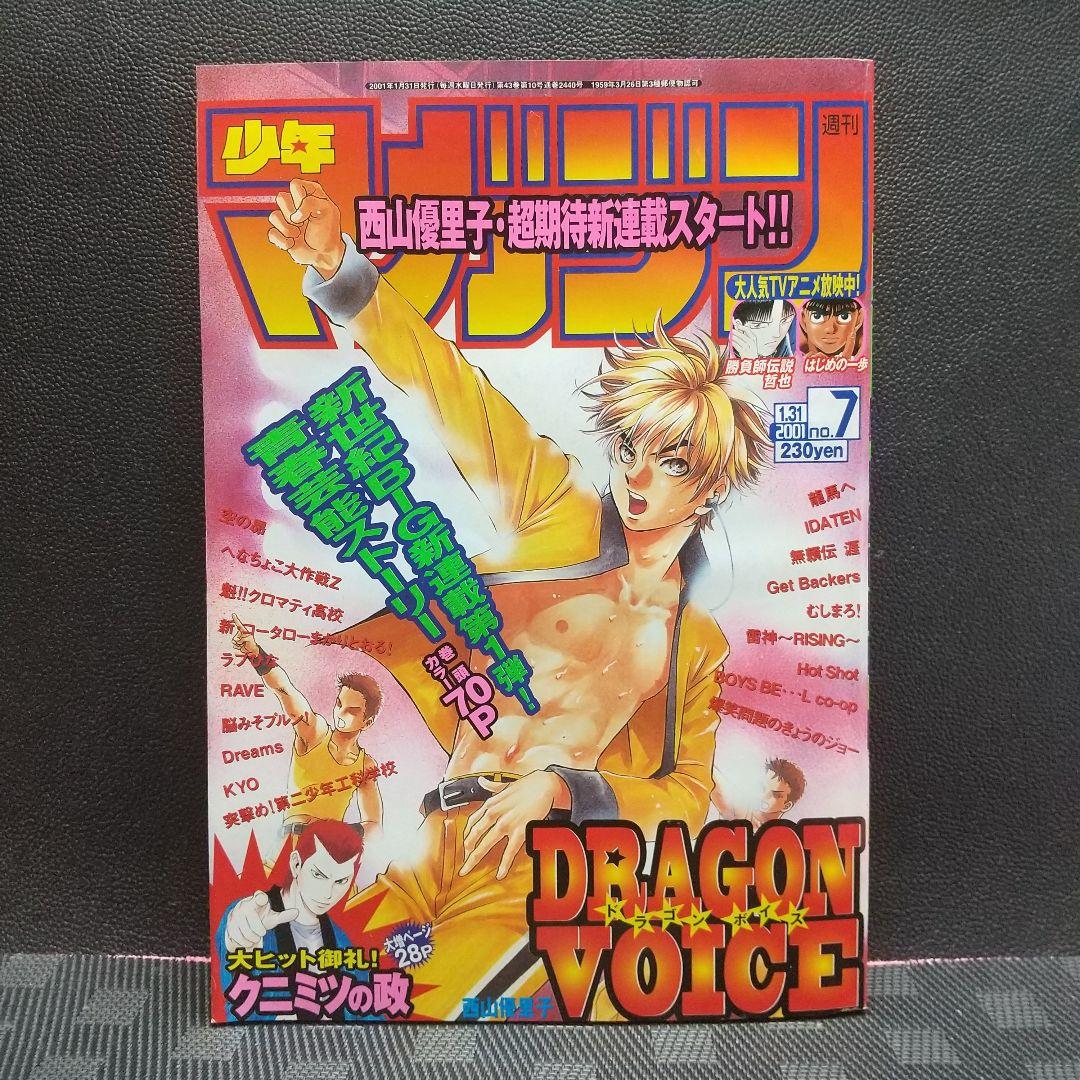 2001年1月31日発行(毎週水曜日発行)第43巻第10号通巻2440号 1959年3月26日第3種郵便物認可
週刊
少年
マガジン
西山優里子・超期待新連載スタート!!
大人気TVアニメ放映中!
勝負師伝説
哲也
はじめの一歩
1.31
2001 no.7
230yen
新世紀BIG新連載第1弾!
青春芸能ストーリー
巻頭
カラー70P
空の昴
へなちょこ大作戦Z
魁!!クロマティ高校
新・コータローまかりとおる!
ラブひな
RAVE
脳みそプルン!
Dreams
KYO
突撃め!第二少年工科学校
龍馬へ
IDATEN
無頼伝 涯
Get Backers
むしまろ!
雷神〜RISING〜
Hot Shot
BOYS BE・・・L co-op
爆笑問題のきょうのジョー
DRAGON
ドラゴン ボイス
VOICE
西山優里子
大増ページ
28P
大ヒット御礼!
クニミツの政